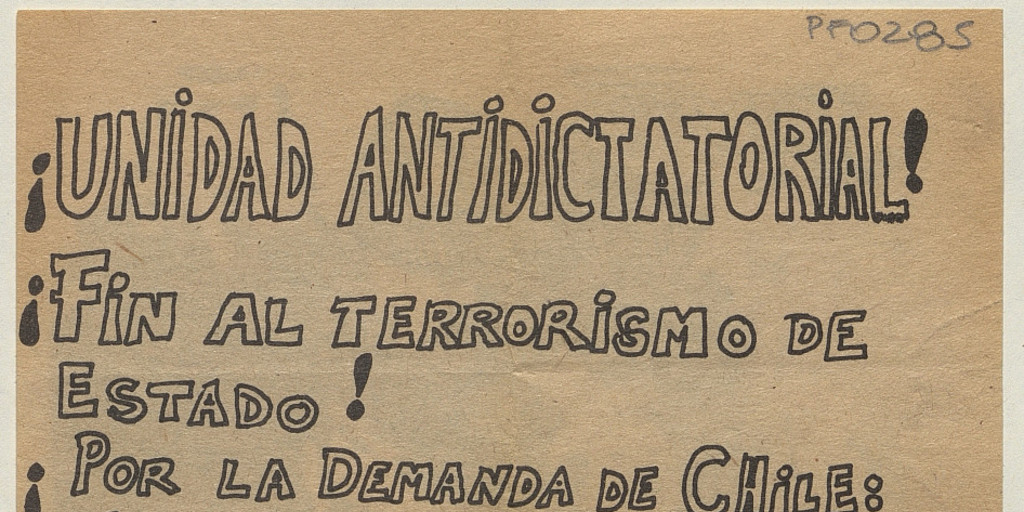 PF0285
¡UNiDAD ANTiDiCTATORiAL!
¡FiN AL TERRORiSMO DE
ESTADO!
¡POR LA DEMANDA DE CHiLE: